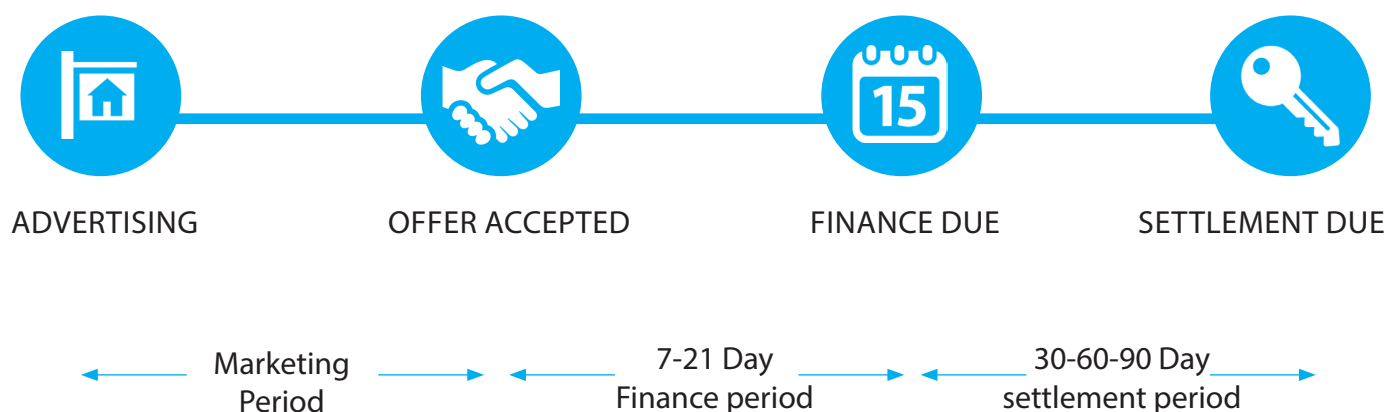 15
ADVERTISING
OFFER ACCEPTED
FINANCE DUE
SETTLEMENT DUE
Marketing
Period
7-21 Day
Finance period
30-60-90 Day
settlement period